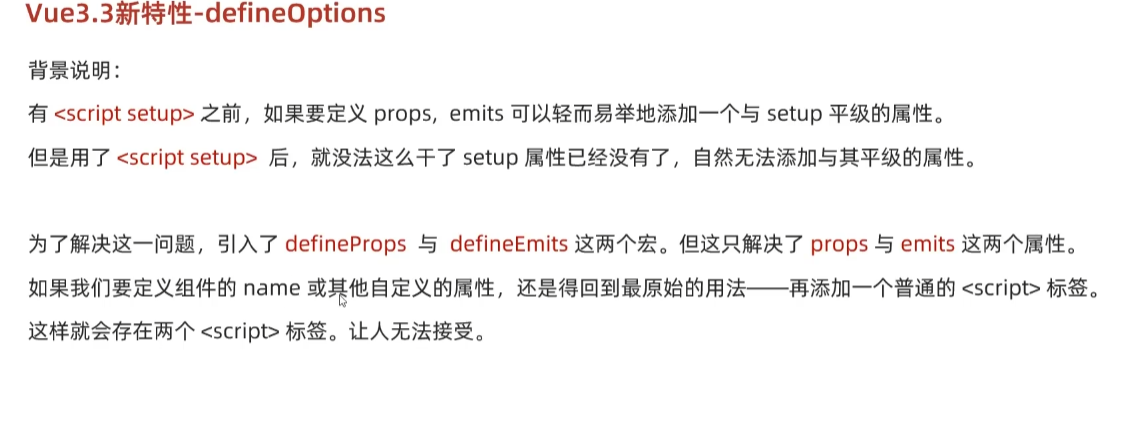 Vue3.3新特性-defineOptions
背景说明：
有 <script setup> 之前，如果要定义 props, emits 可以轻而易举地添加一个与 setup 平级的属性。
但是用了 <script setup> 后，就没法这么干了 setup 属性已经没有了，自然无法添加与其平级的属性。
为了解决这一问题，引入了 defineProps 与 defineEmits 这两个宏。但这只解决了 props 与 emits 这两个属性。
如果我们要定义组件的 name 或其他自定义的属性，还是得回到最原始的用法——再添加一个普通的 <script> 标签。
这样就会存在两个 <script> 标签。让人无法接受。